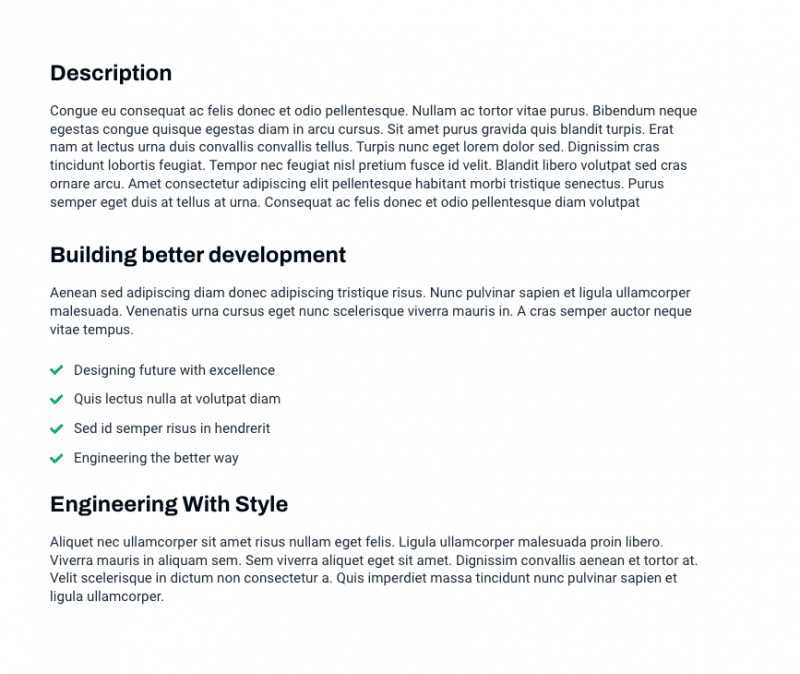 Description
Congue eu consequat ac felis donec et odio pellentesque. Nullam ac tortor vitae purus. Bibendum neque
egestas congue quisque egestas diam in arcu cursus. Sit amet purus gravida quis blandit turpis. Erat
nam at lectus urna duis convallis convallis tellus. Turpis nunc eget lorem dolor sed. Dignissim cras
tincidunt lobortis feugiat. Tempor nec feugiat nisl pretium fusce id velit. Blandit libero volutpat sed cras
ornare arcu. Amet consectetur adipiscing elit pellentesque habitant morbi tristique senectus. Purus
semper eget duis at tellus at urna. Consequat ac felis donec et odio pellentesque diam volutpat
Building better development
Aenean sed adipiscing diam donec adipiscing tristique risus. Nunc pulvinar sapien et ligula ullamcorper
malesuada. Venenatis urna cursus eget nunc scelerisque viverra mauris in. A cras semper auctor neque
vitae tempus.
Designing future with excellence
Quis lectus nulla at volutpat diam
Sed id semper risus in hendrerit
Engineering the better way
Engineering With Style
Aliquet nec ullamcorper sit amet risus nullam eget felis. Ligula ullamcorper malesuada proin libero.
Viverra mauris in aliquam sem. Sem viverra aliquet eget sit amet. Dignissim convallis aenean et tortor at.
Velit scelerisque in dictum non consectetur a. Quis imperdiet massa tincidunt nunc pulvinar sapien et
ligula ullamcorper.